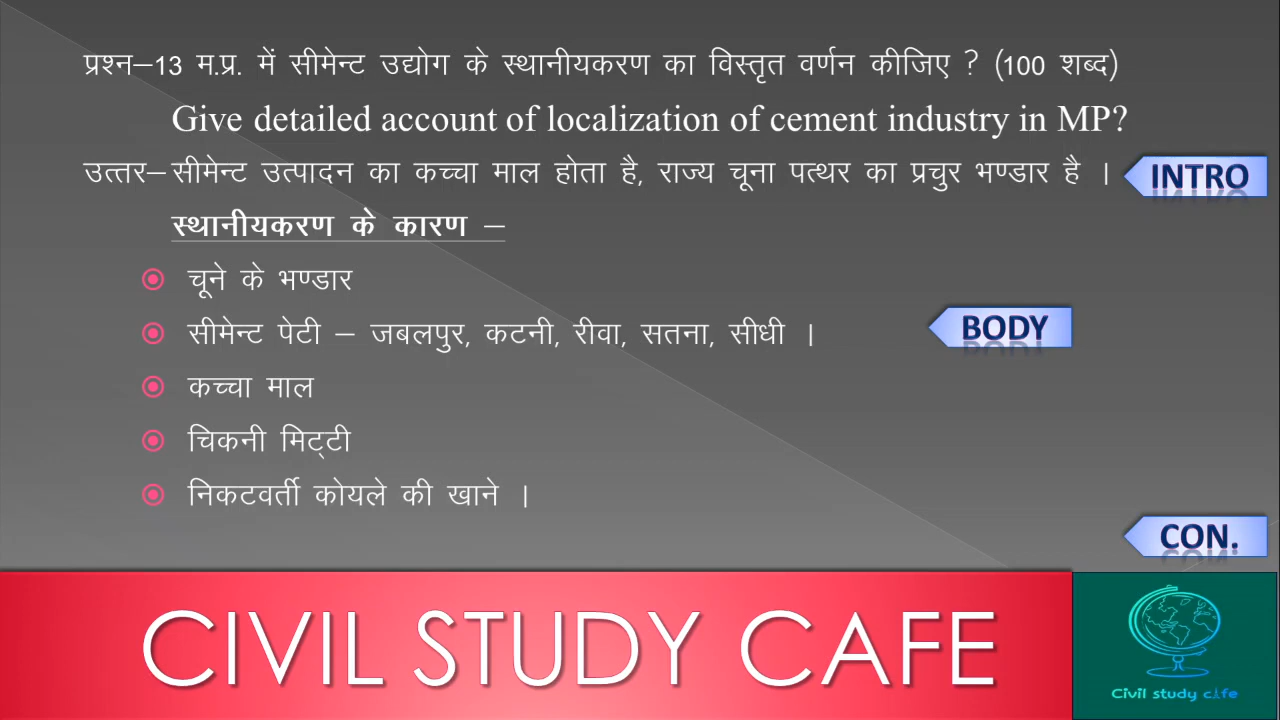 प्रश्न–13 म.प्र. में सीमेन्ट उद्योग के स्थानीयकरण का विस्तृत वर्णन कीजिए ? (100 शब्द)
Give detailed account of localization of cement industry in MP?
उत्तर– सीमेन्ट उत्पादन का कच्चा माल होता है, राज्य चूना पत्थर का प्रचुर भण्डार है ।
INTRO
स्थानीयकरण के कारण –
चूने के भण्डार
सीमेन्ट पेटी – जबलपुर, कटनी, रीवा, सतना, सीधी ।
BODY
कच्चा माल
चिकनी मिट्टी
निकटवर्ती कोयले की खाने ।
CON.
CIVIL STUDY CAFE
Civil study cafe